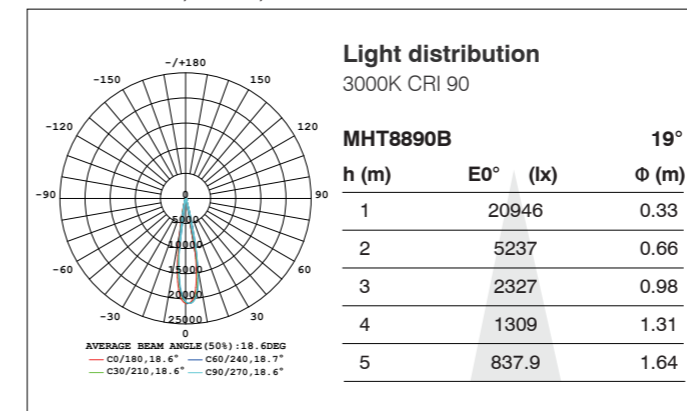 -/+180
-150 150
-120 120
-90 90
-60 60
-30 30
0
5000
10000
15000
20000
25000
0
AVERAGE BEAM ANGLE(50%):18.6DEG
C0/180,18.6° C60/240,18.7°
C30/210,18.6° C90/270,18.6°
Light distribution
3000K CRI 90
MHT8890B 19°
h (m) E0° (lx) Φ (m)
1 20946 0.33
2 5237 0.66
3 2327 0.98
4 1309 1.31
5 837.9 1.64